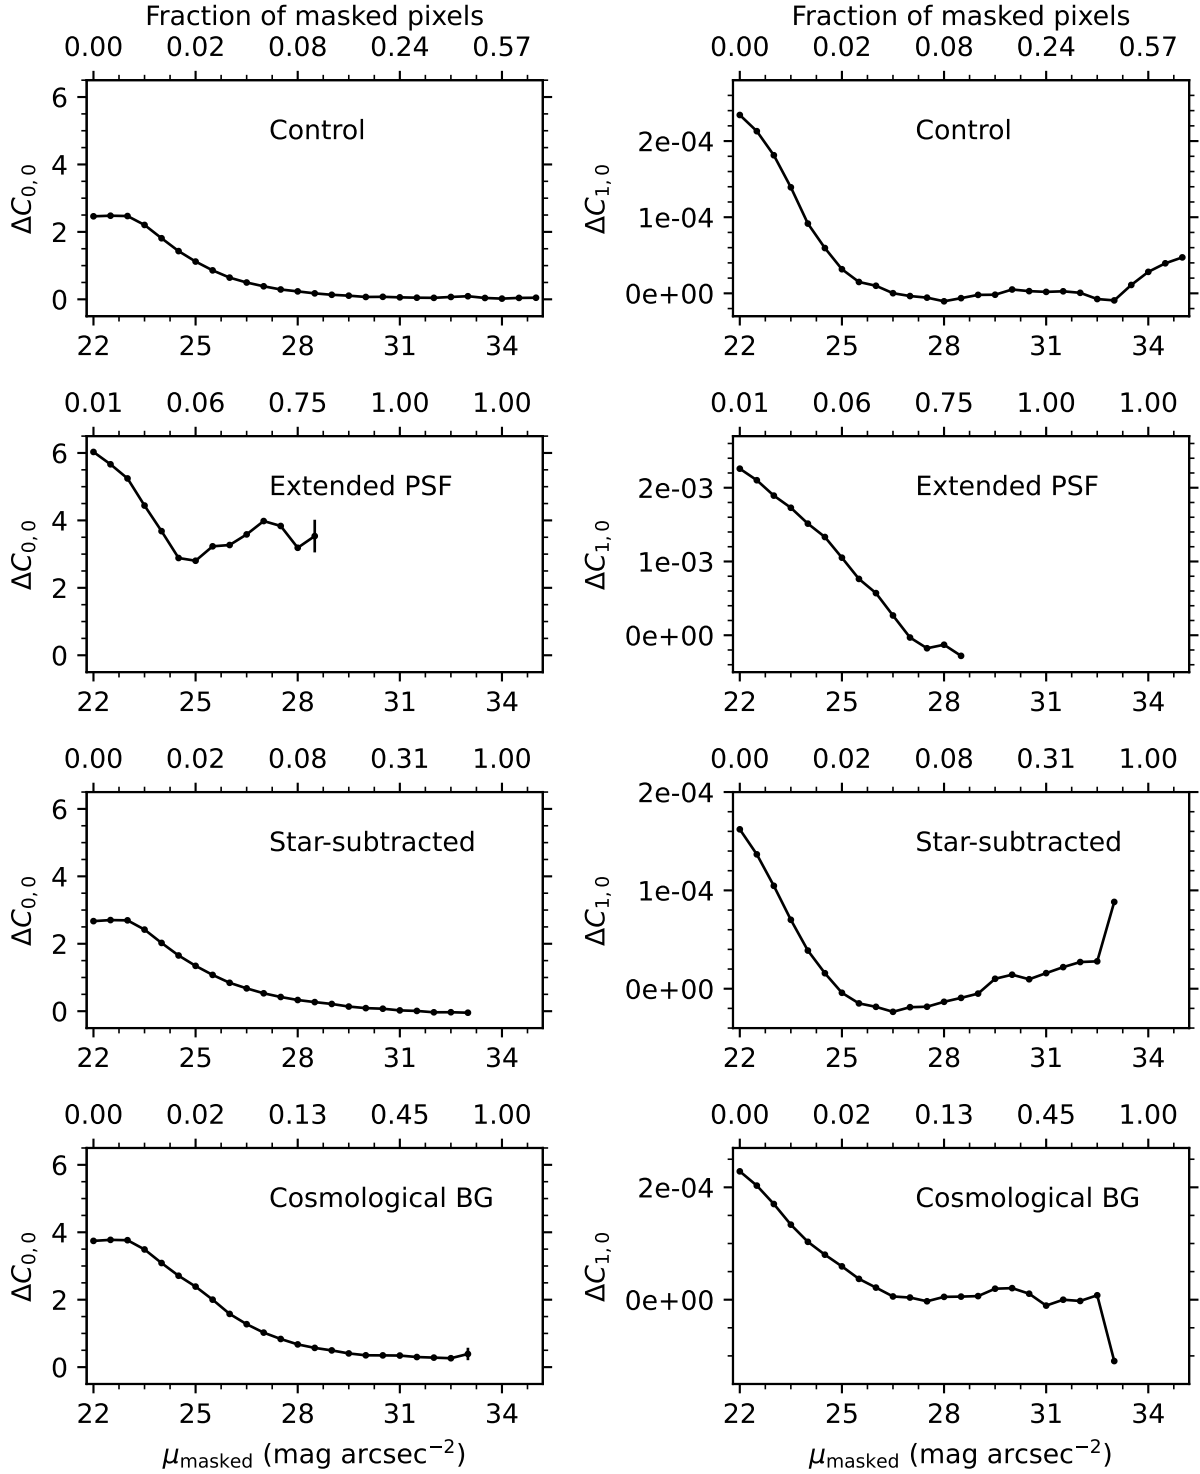 Fraction of masked pixels Fraction of masked pixels
0.00 0.02 0.08 0.24 0.57 0.00 0.02 0.08 0.24 0.57
6
Control Control
2e-04
4
ΔC0,0 ΔC1,0
1e-04
2
0 0e+00
22 25 28 31 34 22 25 28 31 34
0.01 0.06 0.75 1.00 1.00 0.01 0.06 0.75 1.00 1.00
6
Extended PSF 2e-03 Extended PSF
4
ΔC0,0 ΔC1,0
1e-03
2
0e+00
0
22 25 28 31 34 22 25 28 31 34
0.00 0.02 0.08 0.31 1.00 0.00 0.02 0.08 0.31 1.00
6 2e-04
Star-subtracted Star-subtracted
4 1e-04
ΔC0,0 ΔC1,0
2
0 0e+00
22 25 28 31 34 22 25 28 31 34
0.00 0.02 0.13 0.45 1.00 0.00 0.02 0.13 0.45 1.00
6
Cosmological BG 2e-04 Cosmological BG
4
ΔC0,0 ΔC1,0
2 0e+00
0
22 25 28 31 34 22 25 28 31 34
μmasked (mag arcsec−2) μmasked (mag arcsec−2)